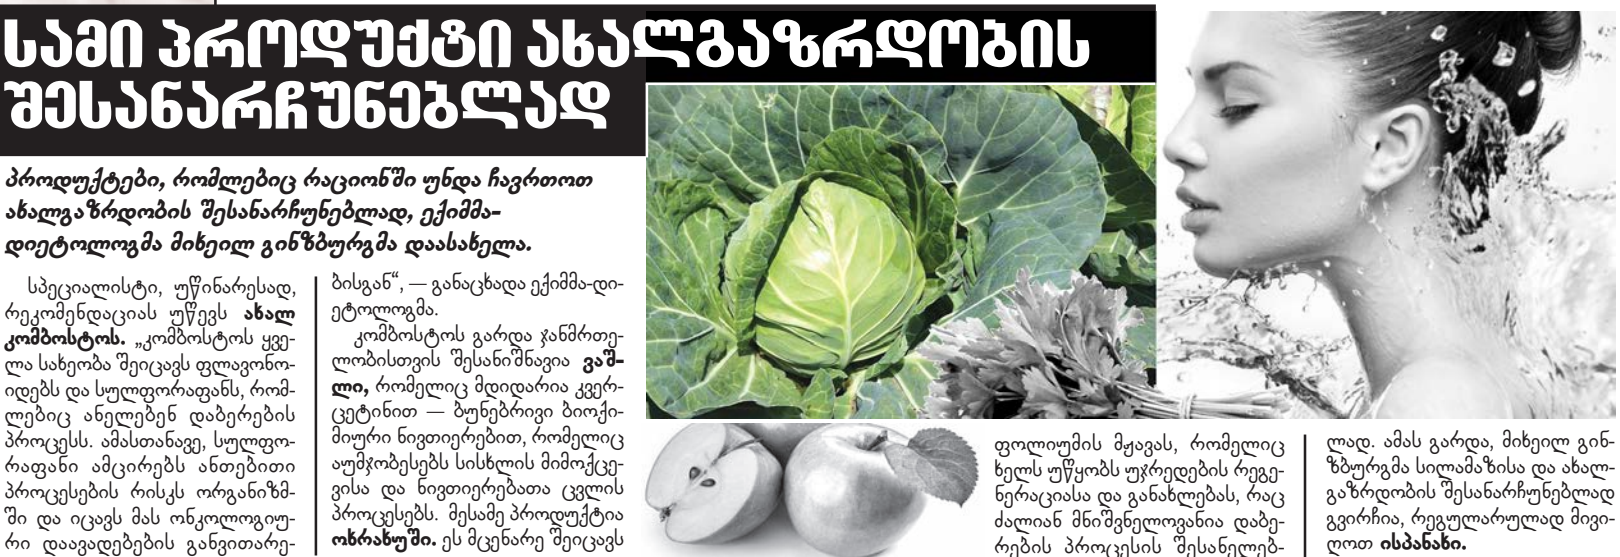 სამი პროდუქტი ახალგაზრდობის
შესანარჩუნებლად
პროდუქტები, რომლებიც რაციონში უნდა ჩავრთოთ
ახალგაზრდობის შესანარჩუნებლად, ექიმმა-
დიეტოლოგმა მიხეილ გინზბურგმა დაასახელა.
სპეციალისტი, უწინარესად,
რეკომენდაციას უწევს ახალ
კომბოსტოს. „კომბოსტოს ყვე-
ლა სახეობა შეიცავს ფლავონო-
იდებს და სულფორაფანს, რომ-
ლებიც ანელებენ დაბერების
პროცესს. ამასთანავე, სულფო-
რაფანი ამცირებს ანთებითი
პროცესების რისკს ორგანიზმ-
ში და იცავს მას ონკოლოგიუ-
რი დაავადებების განვითარე-
ბისგან“, — განაცხადა ექიმმა-დი-
ეტოლოგმა.
კომბოსტოს გარდა ჯანმრთე-
ლობისთვის შესანიშნავია ვაშ-
ლი, რომელიც მდიდარია კვერ-
ცეტინით — ბუნებრივი ბიოქი-
მიური ნივთიერებით, რომელიც
აუმჯობესებს სისხლის მიმოქცე-
ვისა და ნივთიერებათა ცვლის
პროცესებს. მესამე პროდუქტია
ოხრახუში. ეს მცენარე შეიცავს
ფოლიუმის მჟავას, რომელიც
ხელს უწყობს უჯრედების რეგე-
ნერაციასა და განახლებას, რაც
ძალიან მნიშვნელოვანია დაბე-
რების პროცესის შესანელებ-
ლად. ამას გარდა, მიხეილ გინ-
ზბურგმა სილამაზისა და ახალ-
გაზრდობის შესანარჩუნებლად
გვირჩია, რეგულარულად მივი-
ღოთ ისპანახი.